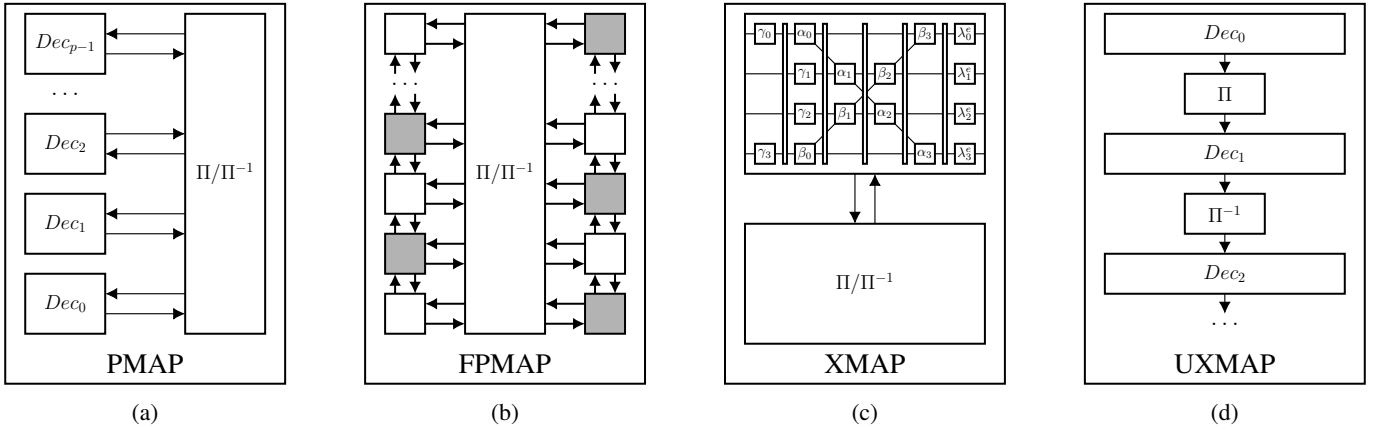 Dec_{p−1}
. . .
Dec_2
Dec_1
Dec_0
Π/Π^{−1}
PMAP
(a)
. . .
Π/Π^{−1}
. . .
FPMAP
(b)
γ_0 α_0 β_3 λ_0^e
γ_1 α_1 β_2 λ_1^e
γ_2 β_1 α_2 λ_2^e
γ_3 β_0 α_3 λ_3^e
Π/Π^{−1}
XMAP
(c)
Dec_0
Π
Dec_1
Π^{−1}
Dec_2
. . .
UXMAP
(d)